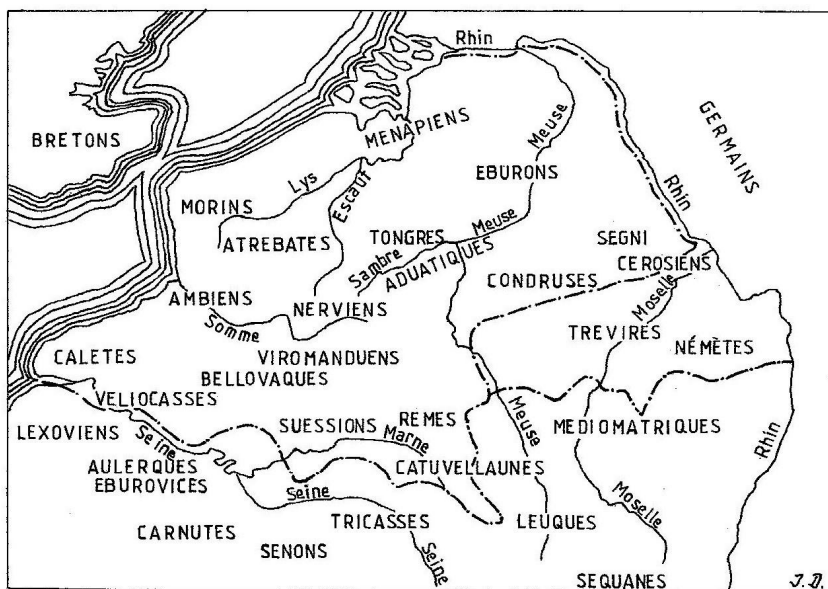 Rhin
GERMAINS
BRETONS
MENAPIENS
Meuse
Lys
Escaut
EBURONS
Rhin
MORINS
ATREBATES
TONGRES
Meuse
SEGNI
Sambre
ADUATIQUES
CEROSIENS
CONDRUSES
AMBIENS
NERVIENS
Moselle
Somme
TREVIRES
NÉMÈTES
CALETES
VIROMANDUENS
BELLOVAQUES
VELIOCASSES
LEXOVIENS
Seine
SUESSIONS
REMES
Meuse
MEDIOMATRIQUES
Rhin
Marne
AULERQUES
EBUROVICES
CATUVELLAUNES
Seine
Moselle
CARNUTES
TRICASSES
LEUQUES
SENONS
Seine
SEQUANES
J.D.